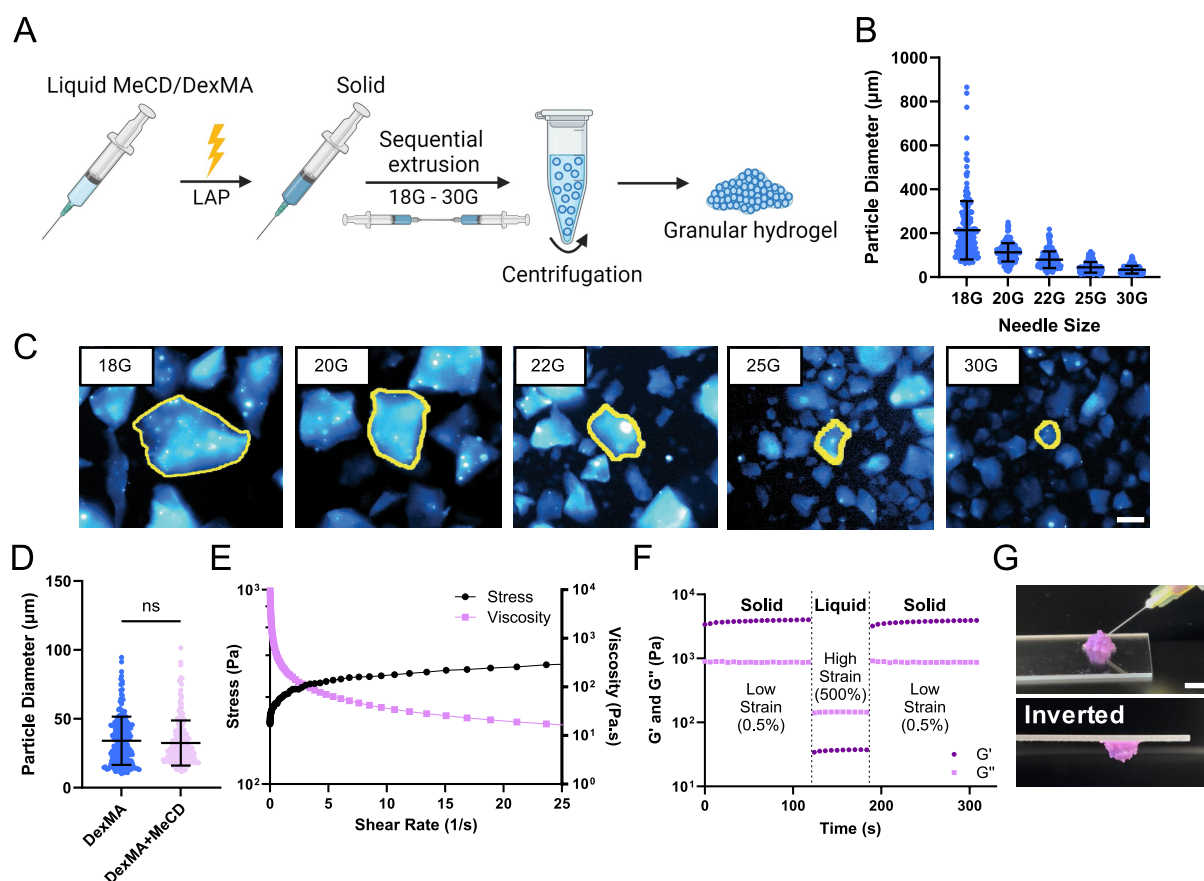 A
Liquid MeCD/DexMA
LAP
Solid
Sequential
extrusion
18G - 30G
Centrifugation
Granular hydrogel
B
Particle Diameter (µm)
1000
800
600
400
200
0
18G 20G 22G 25G 30G
Needle Size
C
18G
20G
22G
25G
30G
D
Particle Diameter (µm)
150
100
50
0
ns
DexMA
DexMA+MeCD
E
Stress (Pa)
10³
10²
Stress
Viscosity
10⁴
10³
10²
10¹
10⁰
Viscosity (Pa.s)
0 5 10 15 20 25
Shear Rate (1/s)
F
G' and G'' (Pa)
10⁴
10³
10²
10¹
Solid Liquid Solid
Low
Strain
(0.5%)
High
Strain
(500%)
Low
Strain
(0.5%)
G'
G''
0 100 200 300
Time (s)
G
Inverted